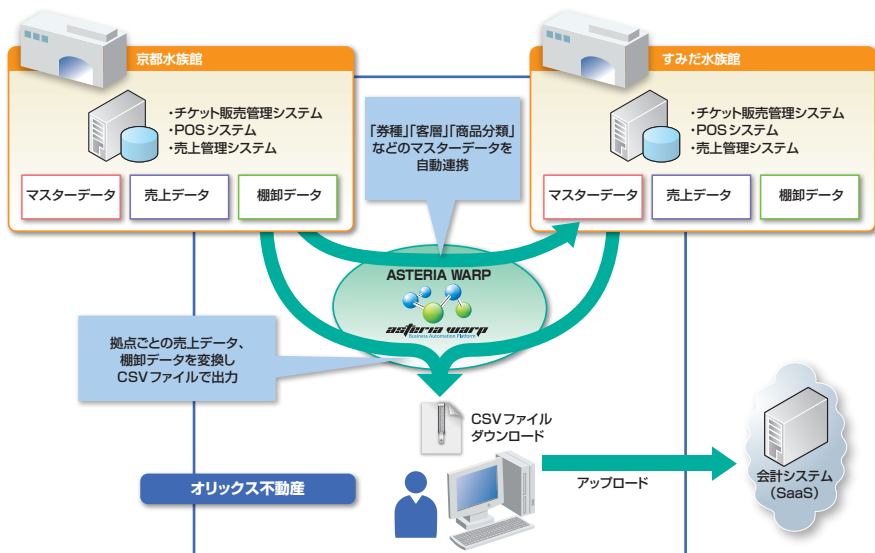 京都水族館
・チケット販売管理システム
・POSシステム
・売上管理システム
マスターデータ
売上データ
棚卸データ
すみだ水族館
・チケット販売管理システム
・POSシステム
・売上管理システム
マスターデータ
売上データ
棚卸データ
「券種」「客層」「商品分類」
などのマスターデータを
自動連携
ASTERIA WARP
asteria warp
Business Automation Platform
拠点ごとの売上データ、
棚卸データを変換し
CSVファイルで出力
CSVファイル
ダウンロード
オリックス不動産
アップロード
会計システム
(SaaS)